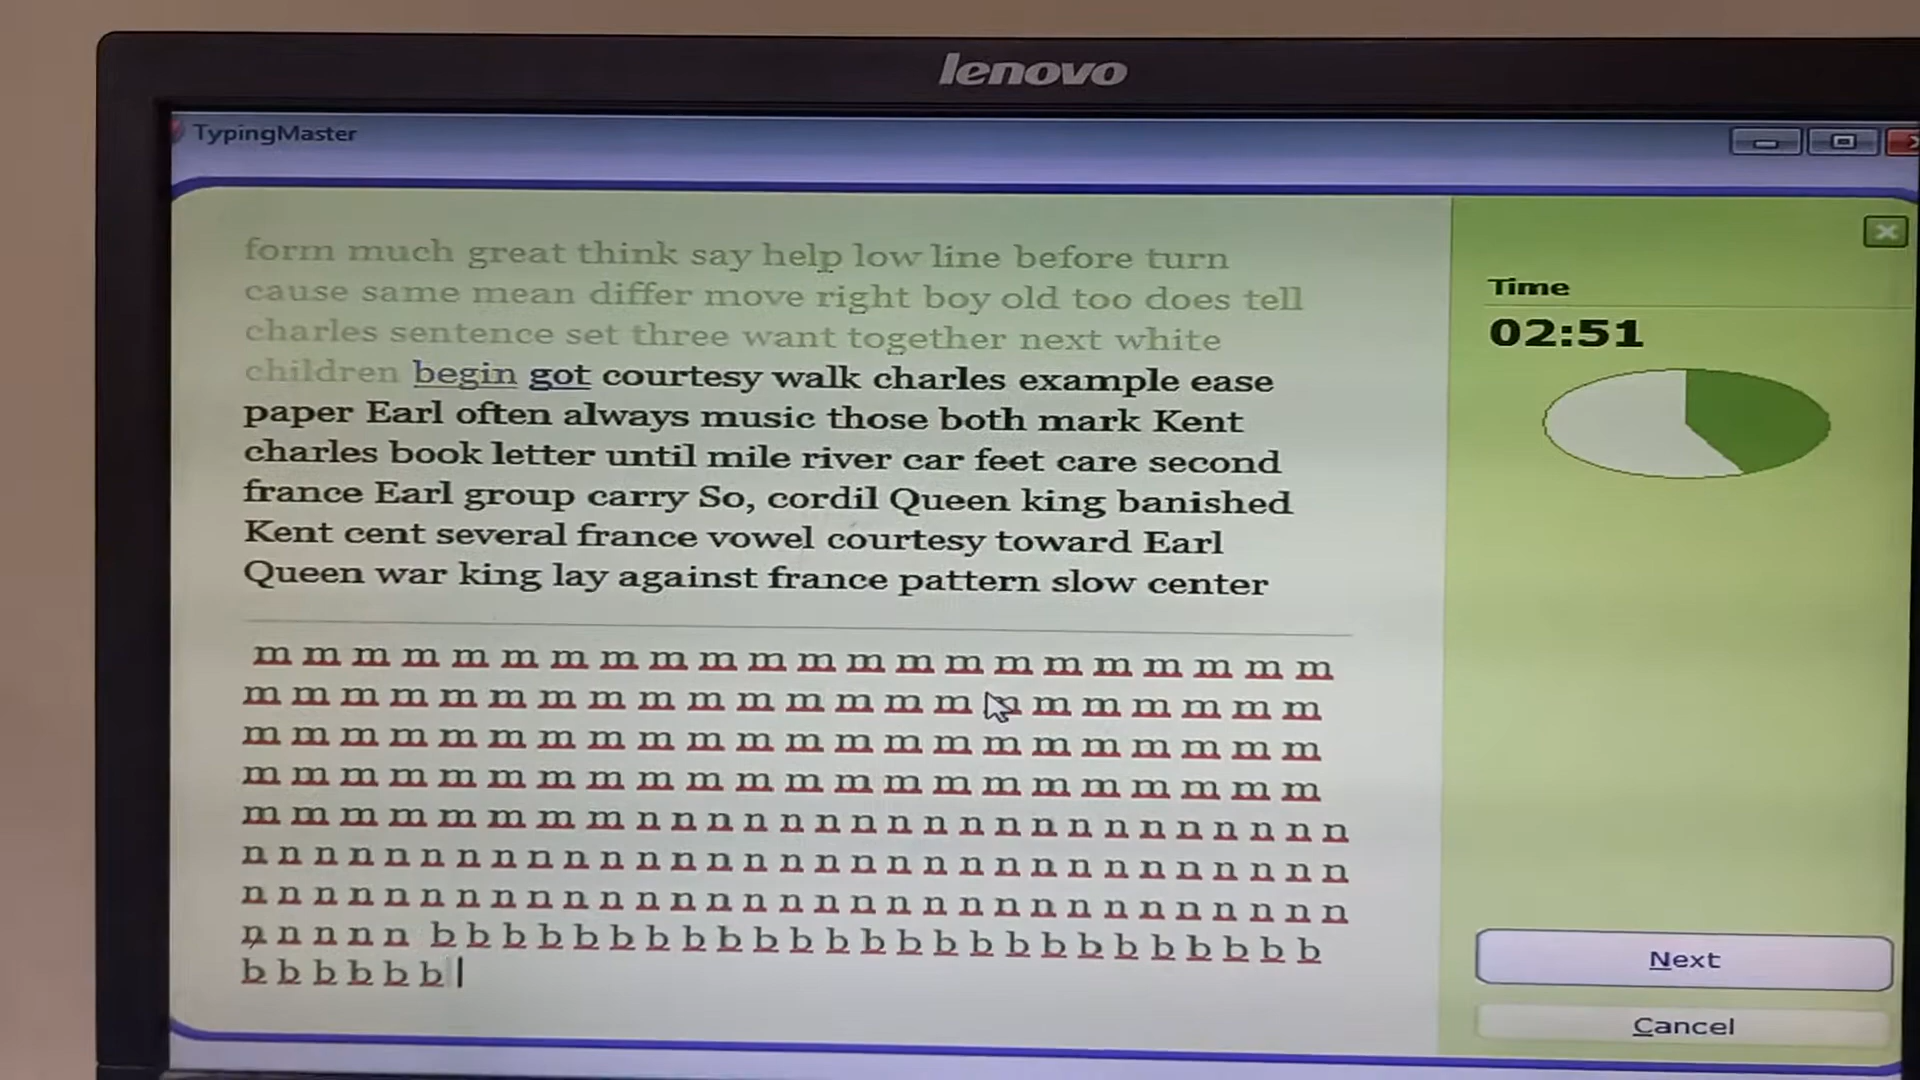 lenovo
TypingMaster
form much great think say help low line before turn
cause same mean differ move right boy old too does tell
charles sentence set three want together next white
children begin got courtesy walk charles example ease
paper Earl often always music those both mark Kent
charles book letter until mile river car feet care second
france Earl group carry So, cordil Queen king banished
Kent cent several france vowel courtesy toward Earl
Queen war king lay against france pattern slow center
m m m m m m m m m m m m m m m m m m m m m m
m m m m m m m m m m m m m m m m m m m m m m
m m m m m m m m m m m m m m m m m m m m m m
m m m m m m m m m m m m m m m m m m m m m m
m m m m m m m m n n n n n n n n n n n n n n n n n n n n
n n n n n n n n n n n n n n n n n n n n n n n n n n n n n n n
n n n n n n n n n n n n n n n n n n n n n n n n n n n n n n n
n n n n n b b b b b b b b b b b b b b b b b b b b b b b b b
b b b b b b
Time
02:51
Next
Cancel